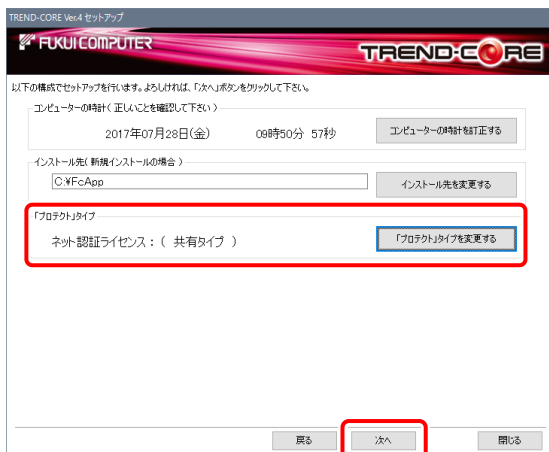 TREND-CORE Ver.4 セットアップ
FUKUI COMPUTER
TREND-CORE
以下の構成でセットアップを行います。よろしければ、「次へ」ボタンをクリックして下さい。
コンピューターの時計( 正しいことを確認して下さい )
2017年07月28日(金) 09時50分 57秒 コンピューターの時計を訂正する
インストール先( 新規インストールの場合 )
C:¥FcApp インストール先を変更する
「プロテクト」タイプ
ネット認証ライセンス : ( 共有タイプ ) 「プロテクト」タイプを変更する
戻る 次へ 閉じる